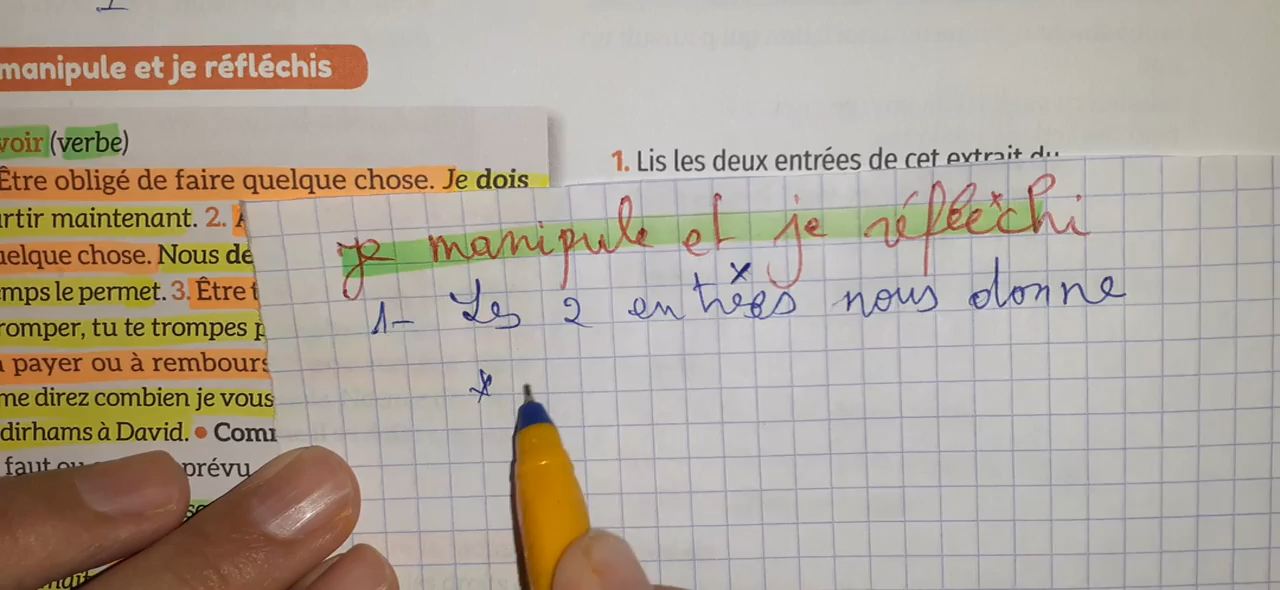 manipule et je réfléchis
voir (verbe)
Être obligé de faire quelque chose. Je dois
1. Lis les deux entrées de cet extrait du
rtir maintenant. 2.
je manipule et je réfléchi
uelque chose. Nous de
mps le permet. 3. Être t
1- Les 2 entrées nous donne
romper, tu te trompes p
à payer ou à rembours
*
me direz combien je vous
dirhams à David. • Com
faut ou prévu